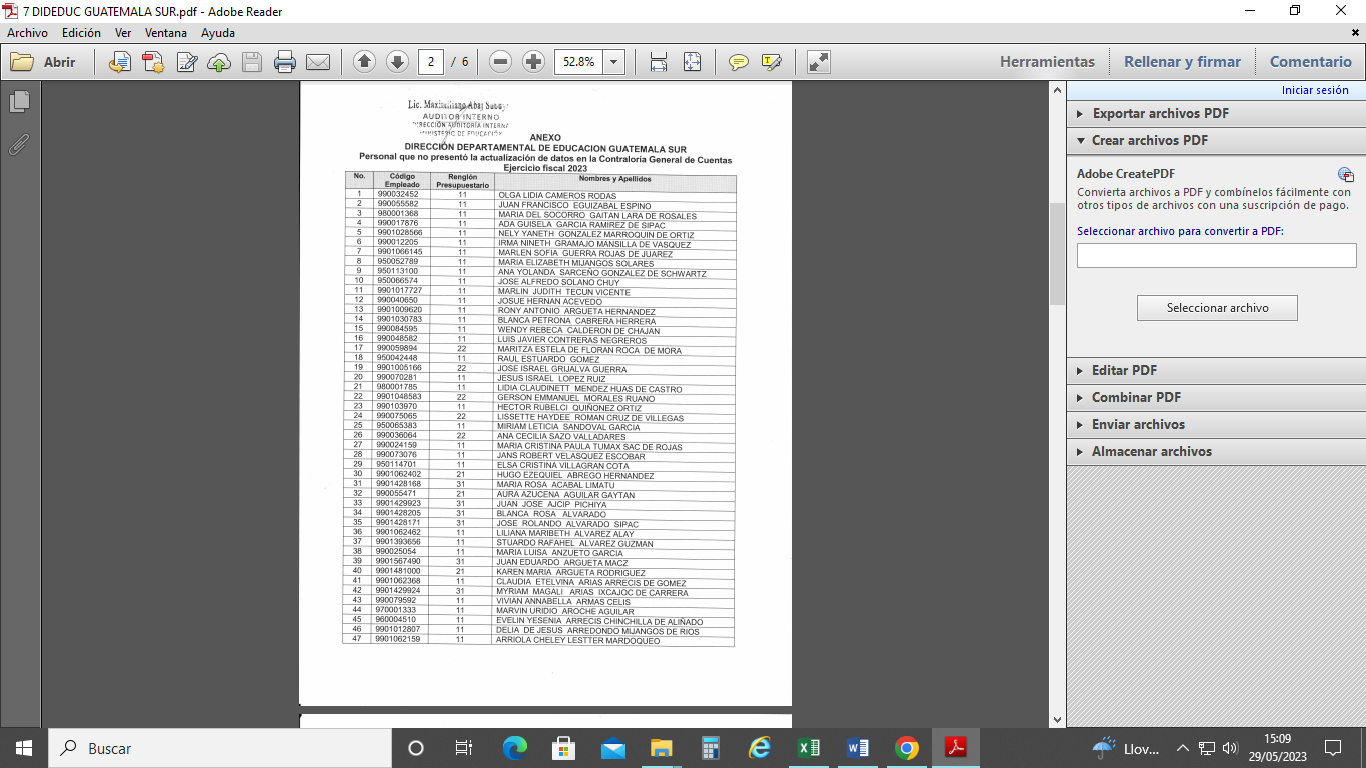 7 DIDEDUC GUATEMALA SUR.pdf - Adobe Reader
Archivo Edición Ver Ventana Ayuda
Abrir 2 / 6 52.8% Herramientas Rellenar y firmar Comentario
Iniciar sesión
Exportar archivos PDF
Crear archivos PDF
Adobe CreatePDF
Convierta archivos a PDF y combínelos fácilmente con
otros tipos de archivos con una suscripción de pago.
Seleccionar archivo para convertir a PDF:
Seleccionar archivo
Editar PDF
Combinar PDF
Enviar archivos
Almacenar archivos
Lic. Maximiliano Abaj
AUDITOR INTERNO
DIRECCIÓN AUDITORIA INTERNA
MINISTERIO DE EDUCACIÓN
ANEXO
DIRECCIÓN DEPARTAMENTAL DE EDUCACION GUATEMALA SUR
Personal que no presentó la actualización de datos en la Contraloría General de Cuentas
Ejercicio fiscal 2023
No. Código Empleado Renglón Presupuestario Nombres y Apellidos
1 990032452 11 OLGA LIDIA CAMEROS RODAS
2 990055582 11 JUAN FRANCISCO EGUIZABAL ESPINO
3 980001368 11 MARIA DEL SOCORRO GAITAN LARA DE ROSALES
4 990017876 11 ADA GUISELA GARCIA RAMIREZ DE SIPAC
5 9901028566 11 NELY YANETH GONZALEZ MARROQUIN DE ORTIZ
6 990012205 11 IRMA NINETH GRAMAJO MANSILLA DE VASQUEZ
7 9901066145 11 MARLEN SOFIA GUERRA ROJAS DE JUAREZ
8 950052789 11 MARIA ELIZABETH MIJANGOS SOLARES
9 950113100 11 ANA YOLANDA SARCEÑO GONZALEZ DE SCHWARTZ
10 950066574 11 JOSE ALFREDO SOLANO CHUY
11 9901017727 11 MARLIN JUDITH TECUN VICENTE
12 990040650 11 JOSUE HERNAN ACEVEDO
13 9901009620 11 RONY ANTONIO ARGUETA HERNANDEZ
14 9901030783 11 BLANCA PETRONA CABRERA HERRERA
15 990084595 11 WENDY REBECA CALDERON DE CHAJAN
16 990048582 11 LUIS JAVIER CONTRERAS NEGREROS
17 990059894 22 MARITZA ESTELA DE FLORAN ROCA DE MORA
18 950042448 11 RAUL ESTUARDO GOMEZ
19 9901005166 22 JOSE ISRAEL GRIJALVA GUERRA
20 990070281 11 JESUS ISRAEL LOPEZ RUIZ
21 980001785 11 LIDIA CLAUDINETT MENDEZ HUAS DE CASTRO
22 9901048583 22 GERSON EMMANUEL MORALES RUANO
23 990103970 11 HECTOR RUBELCI QUIÑONEZ ORTIZ
24 990075065 22 LISSETTE HAYDEE ROMAN CRUZ DE VILLEGAS
25 950065383 11 MIRIAM LETICIA SANDOVAL GARCIA
26 990036064 22 ANA CECILIA SAZO VALLADARES
27 990024159 11 MARIA CRISTINA PAULA TUMAX SAC DE ROJAS
28 990073076 11 JANS ROBERT VELASQUEZ ESCOBAR
29 950114701 11 ELSA CRISTINA VILLAGRAN COTA
30 9901062402 21 HUGO EZEQUIEL ABREGO HERNANDEZ
31 9901428168 31 MARIA ROSA ACABAL LIMATU
32 990055471 21 AURA AZUCENA AGUILAR GAYTAN
33 9901429923 31 JUAN JOSE AJCIP PICHIYA
34 9901428205 31 BLANCA ROSA ALVARADO
35 9901428171 31 JOSE ROLANDO ALVARADO SIPAC
36 9901062462 11 LILIANA MARIBETH ALVAREZ ALAY
37 9901393656 11 STUARDO RAFAHEL ALVAREZ GUZMAN
38 990025054 11 MARIA LUISA ANZUETO GARCIA
39 9901567490 31 JUAN EDUARDO ARGUETA MACZ
40 9901481000 21 KAREN MARIA ARGUETA RODRIGUEZ
41 9901062368 11 CLAUDIA ETELVINA ARIAS ARRECIS DE GOMEZ
42 9901429924 31 MYRIAM MAGALI ARIAS IXCAJOC DE CARRERA
43 990079592 11 VIVIAN ANNABELLA ARMAS CELIS
44 970001333 11 MARVIN URIDIO AROCHE AGUILAR
45 960004510 11 EVELIN YESENIA ARRECIS CHINCHILLA DE ALIÑADO
46 9901012807 11 DELIA DE JESUS ARREDONDO MIJANGOS DE RIOS
47 9901062159 11 ARRIOLA CHELEY LESTTER MARDOQUEO
Buscar Llov... 15:09
29/05/2023